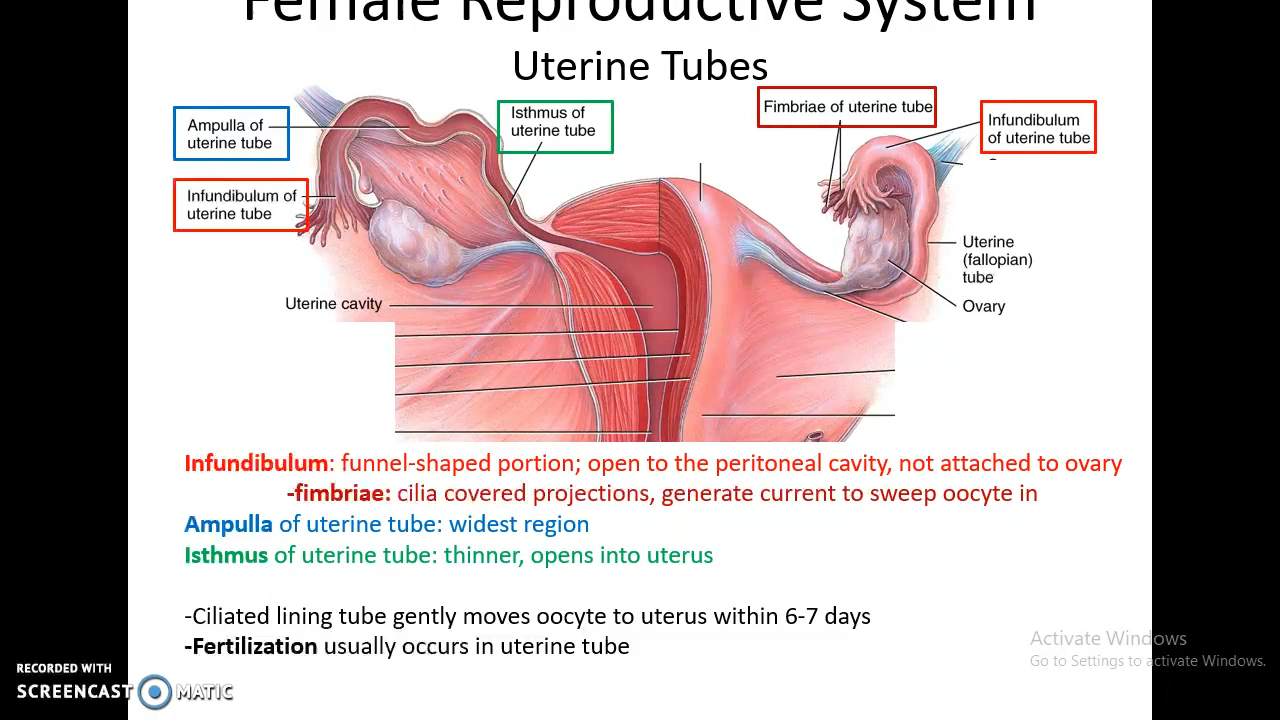 Female Reproductive System
Uterine Tubes
Ampulla of
uterine tube
Isthmus of
uterine tube
Fimbriae of uterine tube
Infundibulum
of uterine tube
Infundibulum of
uterine tube
Uterine
(fallopian)
tube
Uterine cavity
Ovary
Infundibulum: funnel-shaped portion; open to the peritoneal cavity, not attached to ovary
-fimbriae: cilia covered projections, generate current to sweep oocyte in
Ampulla of uterine tube: widest region
Isthmus of uterine tube: thinner, opens into uterus
-Ciliated lining tube gently moves oocyte to uterus within 6-7 days
-Fertilization usually occurs in uterine tube
Activate Windows
Go to Settings to activate Windows.
RECORDED WITH
SCREENCAST MATIC